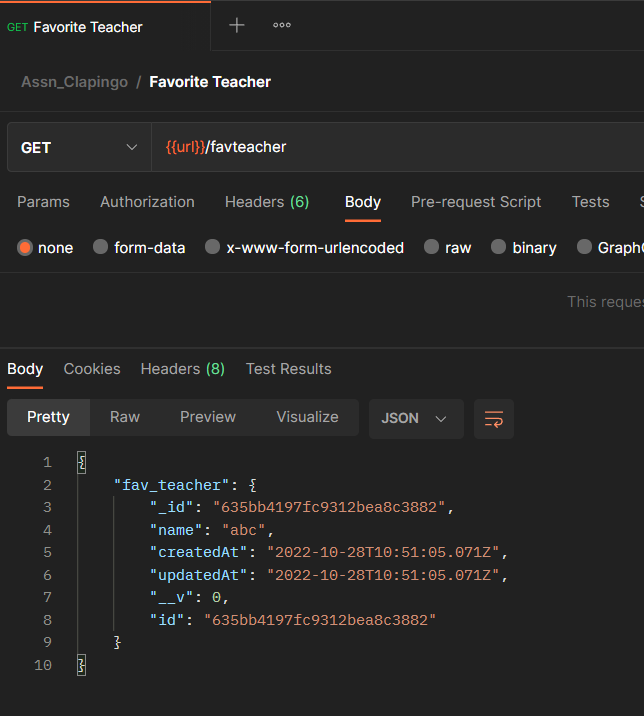 GET Favorite Teacher
Assn_Clapingo / Favorite Teacher
GET {{url}}/favteacher
Params Authorization Headers (6) Body Pre-request Script Tests
none form-data x-www-form-urlencoded raw binary Graph
This reques
Body Cookies Headers (8) Test Results
Pretty Raw Preview Visualize JSON
1 {
2 "fav_teacher": {
3 "_id": "635bb4197fc9312bea8c3882",
4 "name": "abc",
5 "createdAt": "2022-10-28T10:51:05.071Z",
6 "updatedAt": "2022-10-28T10:51:05.071Z",
7 "__v": 0,
8 "id": "635bb4197fc9312bea8c3882"
9 }
10 }